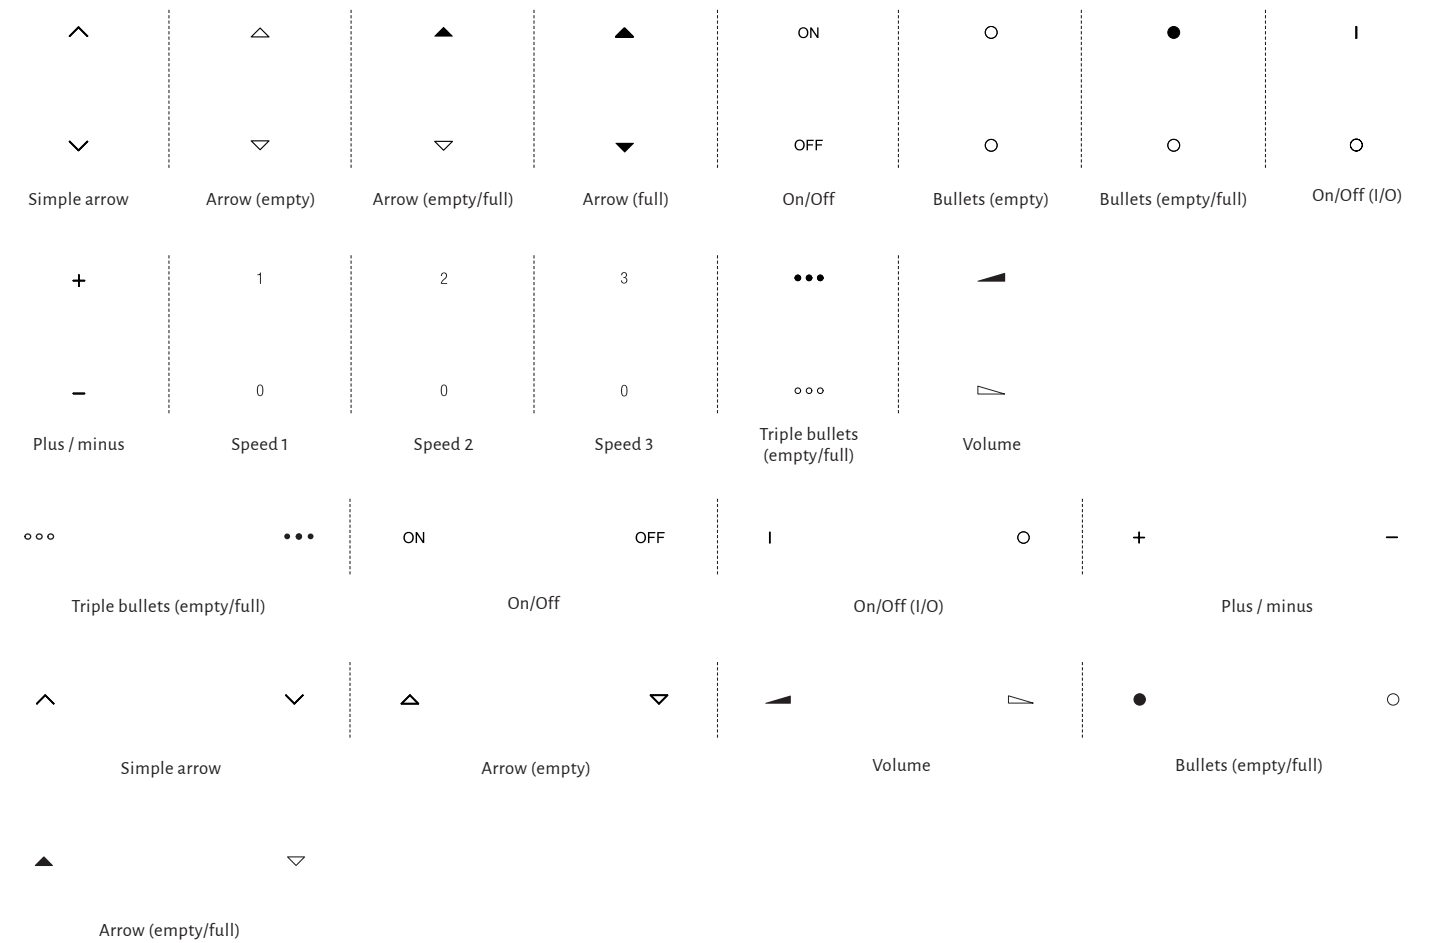 ON
OFF
Simple arrow
Arrow (empty)
Arrow (empty/full)
Arrow (full)
On/Off
Bullets (empty)
Bullets (empty/full)
On/Off (I/O)
+
1
2
3
−
0
0
0
Plus / minus
Speed 1
Speed 2
Speed 3
Triple bullets
(empty/full)
Volume
ON
OFF
I
O
+
−
Triple bullets (empty/full)
On/Off
On/Off (I/O)
Plus / minus
Simple arrow
Arrow (empty)
Volume
Bullets (empty/full)
Arrow (empty/full)